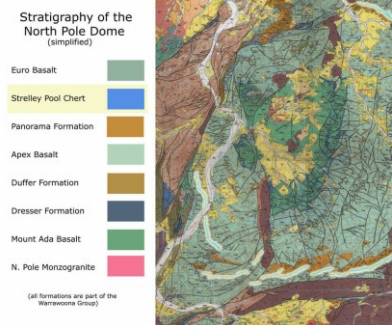 Stratigraphy of the
North Pole Dome
(simplified)
Euro Basalt
Strelley Pool Chert
Panorama Formation
Apex Basalt
Duffer Formation
Dresser Formation
Mount Ada Basalt
N. Pole Monzogranite
(all formations are part of the
Warrawoona Group)